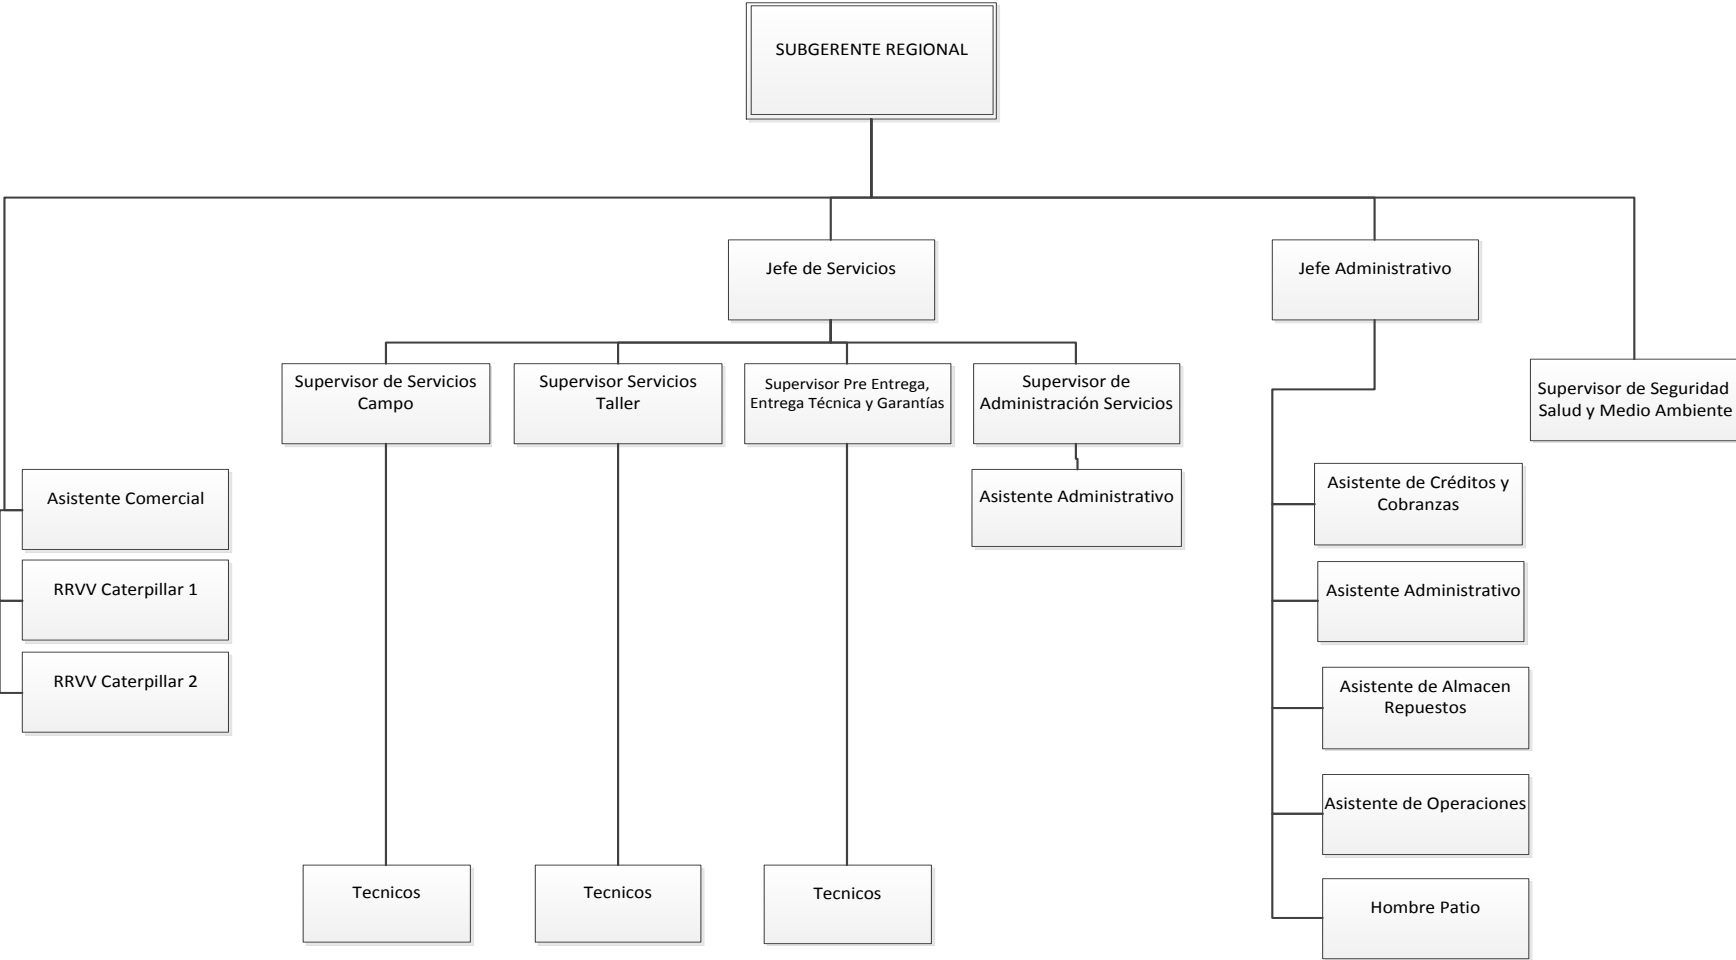 SUBGERENTE REGIONAL
Jefe de Servicios
Jefe Administrativo
Supervisor de Servicios
Campo
Supervisor Servicios
Taller
Supervisor Pre Entrega,
Entrega Técnica y Garantías
Supervisor de
Administración Servicios
Supervisor de Seguridad
Salud y Medio Ambiente
Asistente Comercial
RRVV Caterpillar 1
RRVV Caterpillar 2
Asistente Administrativo
Asistente de Créditos y
Cobranzas
Asistente Administrativo
Asistente de Almacen
Repuestos
Asistente de Operaciones
Hombre Patio
Tecnicos
Tecnicos
Tecnicos